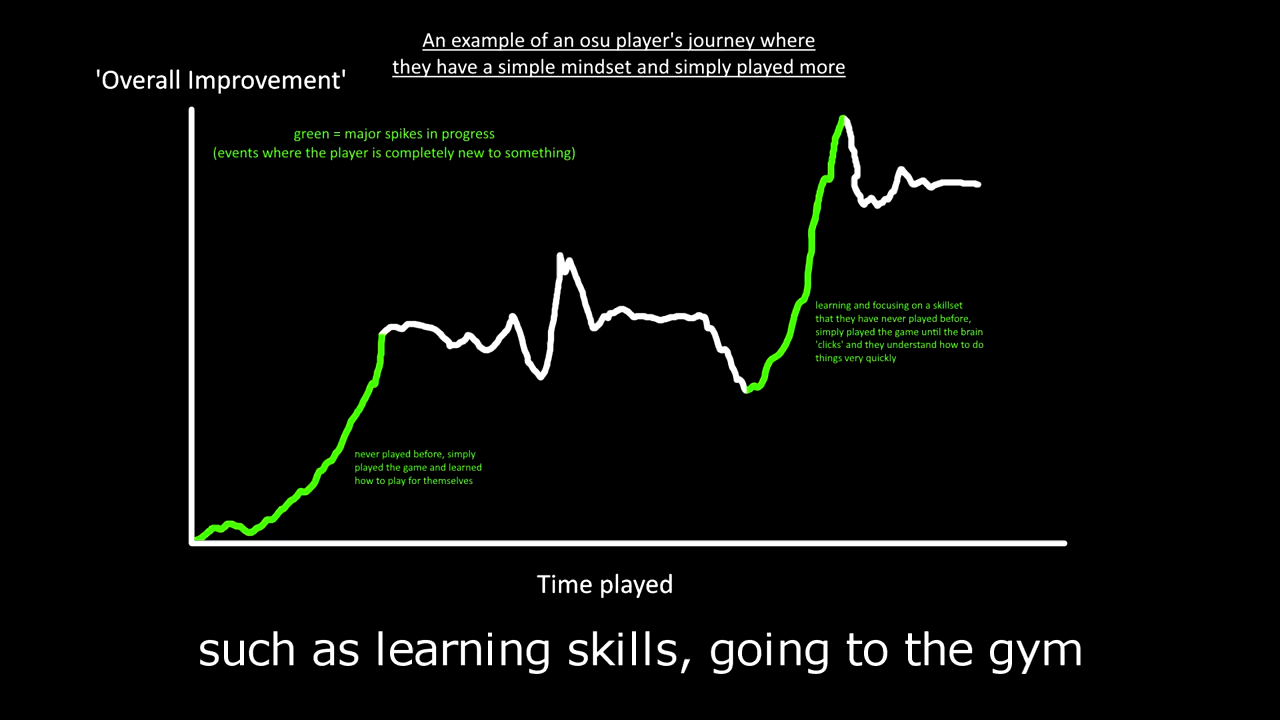 An example of an osu player's journey where
they have a simple mindset and simply played more
'Overall Improvement'
green = major spikes in progress
(events where the player is completely new to something)
learning and focusing on a skillset
that they have never played before,
simply played the game until the brain
'clicks' and they understand how to do
things very quickly
never played before, simply
played the game and learned
how to play for themselves
Time played
such as learning skills, going to the gym